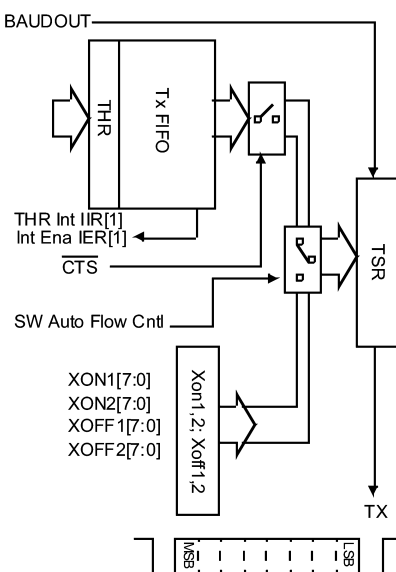 BAUDOUT
THR
Tx FIFO
THR Int IIR[1]
Int Ena IER[1]
CTS
TSR
SW Auto Flow Cntl
XON1[7:0]
XON2[7:0]
XOFF1[7:0]
XOFF2[7:0]
Xon1,2; Xoff1,2
TX
MSB
LSB